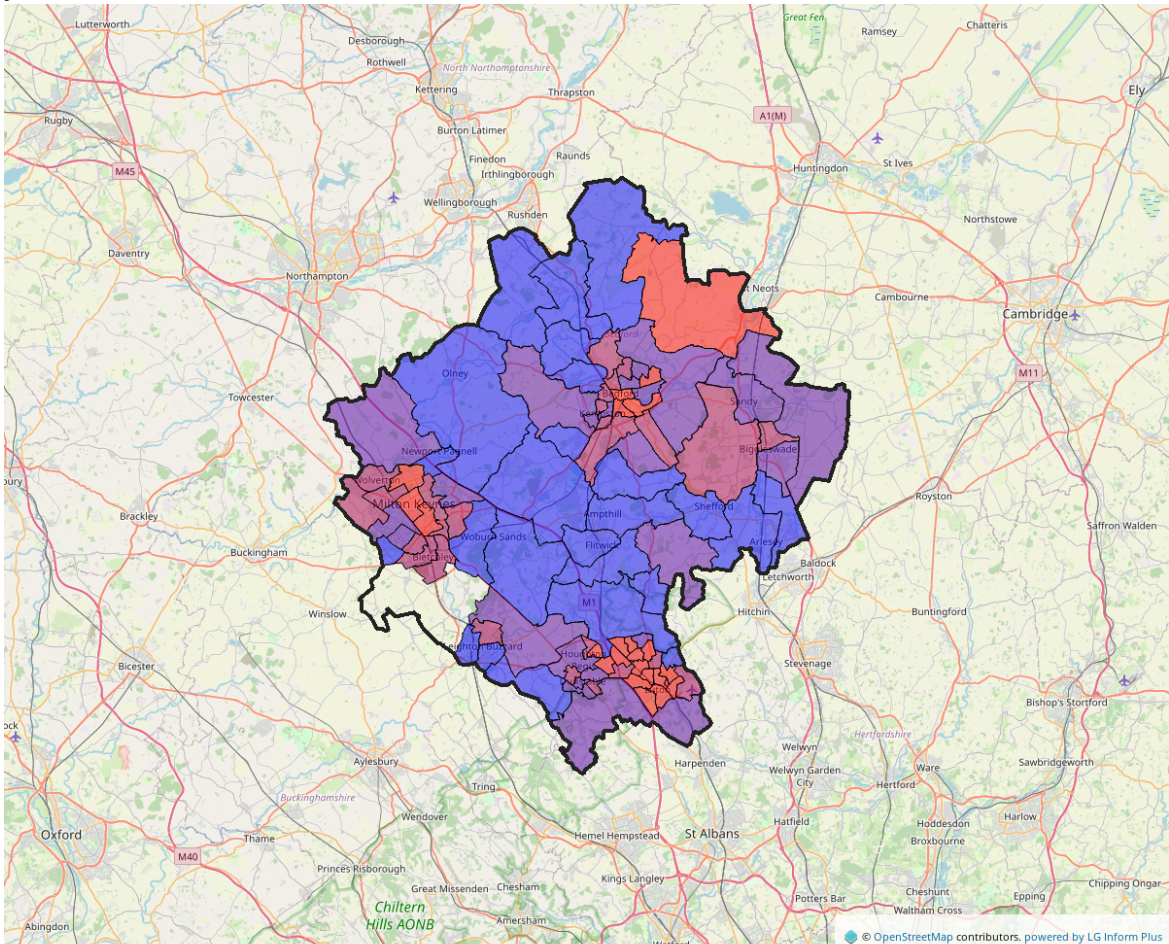 Lutterworth
Great Fen
Ramsey
Chatteris
Desborough
Rothwell
North Northamptonshire
Kettering
Thrapston
Ely
Rugby
A1(M)
Burton Latimer
M45
Finedon
Raunds
Irthlingborough
Huntingdon
St Ives
Wellingborough
Rushden
Northstowe
Daventry
Northampton
St Neots
Cambourne
Cambridge
Olney
Bedford
M11
Towcester
Kempston
Sandy
Newport Pagnell
Biggleswade
Wolverton
Milton Keynes
Royston
Brackley
Ampthill
Shefford
Saffron Walden
Buckingham
Woburn Sands
Flitwick
Arlesey
Bletchley
Baldock
Letchworth
Winslow
M1
Hitchin
Buntingford
Bicester
Leighton Buzzard
Houghton
Regis
Stevenage
Luton
Bishop's Stortford
Hertfordshire
Aylesbury
Harpenden
Welwyn
Welwyn Garden
City
Ware
Sawbridgeworth
Tring
Hertford
Buckinghamshire
Wendover
Hatfield
Hoddesdon
Harlow
Oxford
Thame
Hemel Hempstead
St Albans
Broxbourne
M40
Princes Risborough
Kings Langley
Great Missenden
Chesham
Potters Bar
Cheshunt
Epping
Chipping Ongar
Chiltern
Hills AONB
Waltham Cross
Abingdon
Amersham
© OpenStreetMap contributors. powered by LG Inform Plus